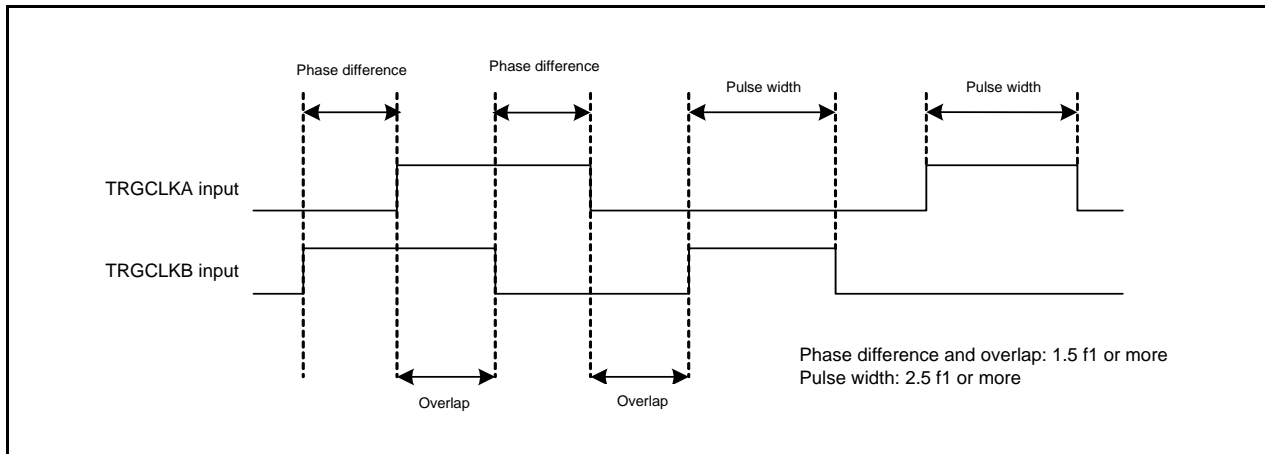 Phase difference
Phase difference
Pulse width
Pulse width
TRGCLKA input
TRGCLKB input
Phase difference and overlap: 1.5 f1 or more
Pulse width: 2.5 f1 or more
Overlap
Overlap